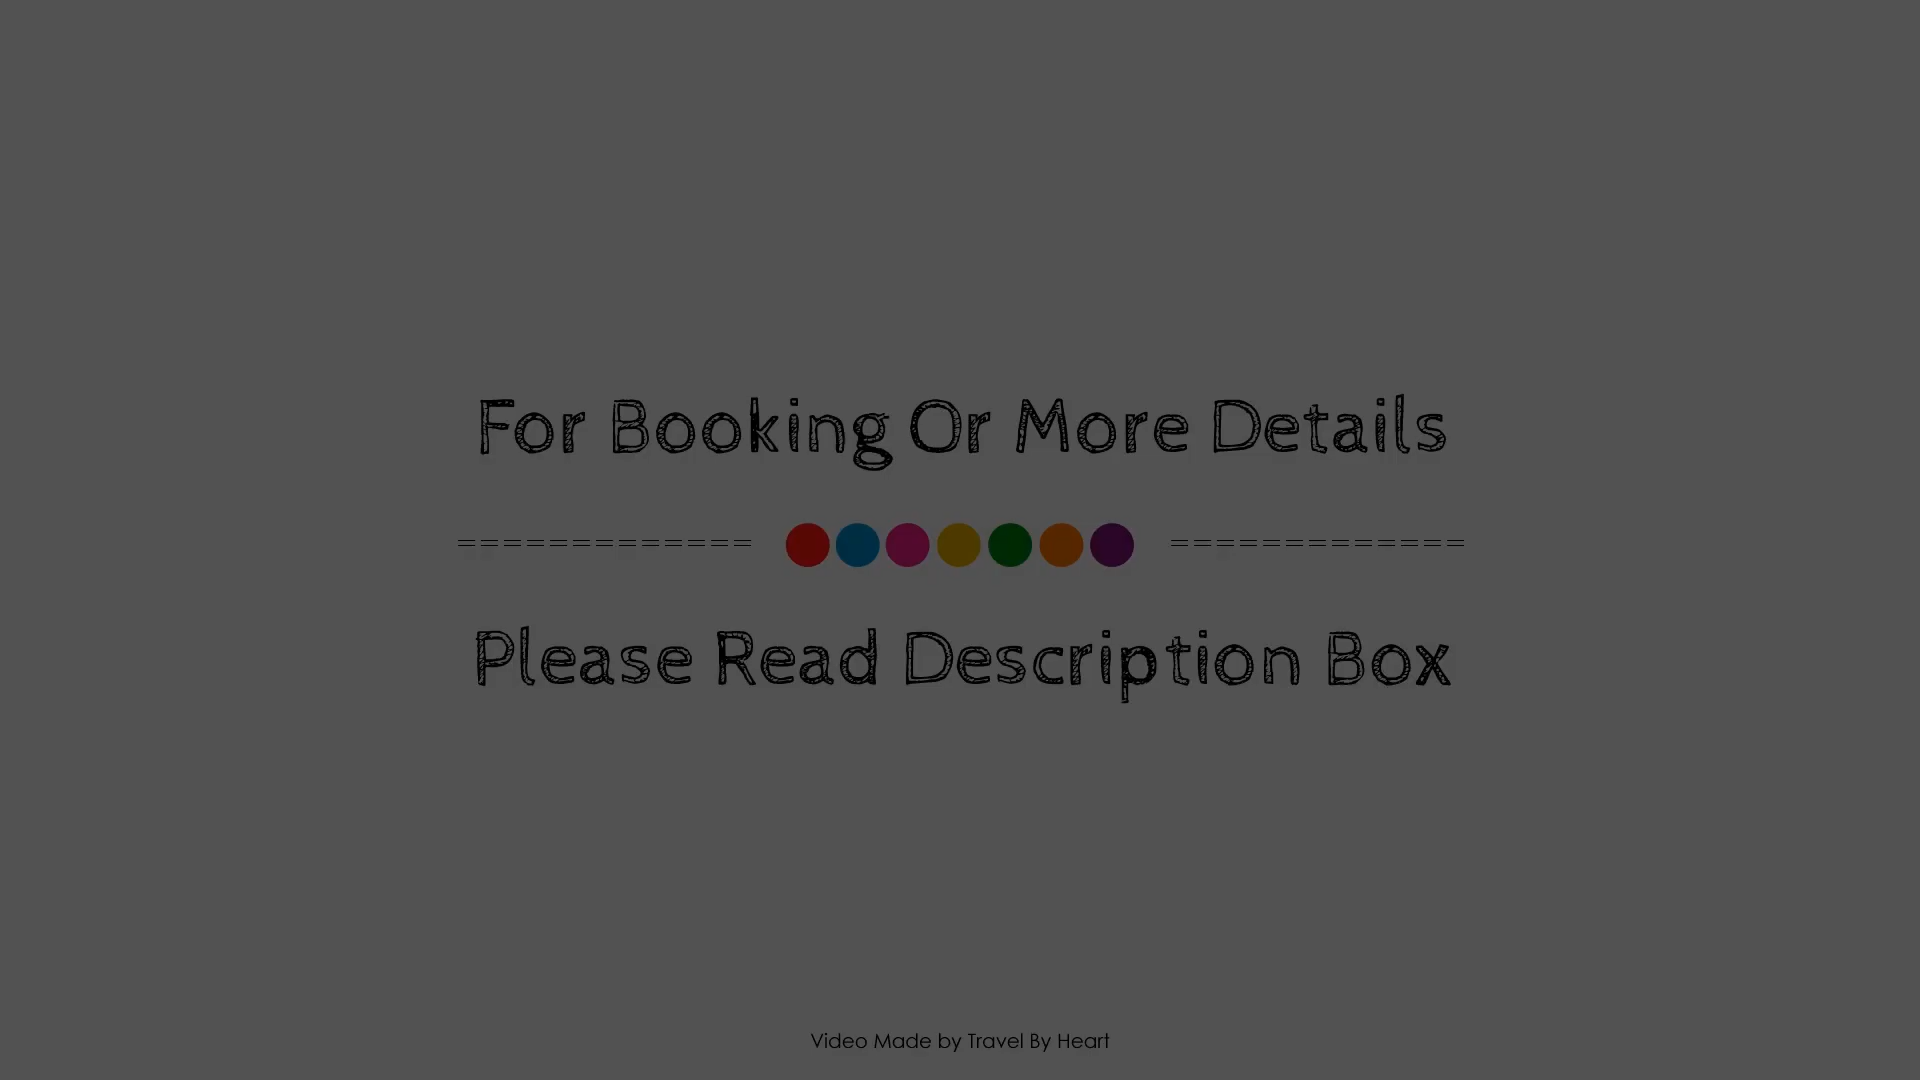 For Booking Or More Details
============= =============
Please Read Description Box
Video Made by Travel By Heart